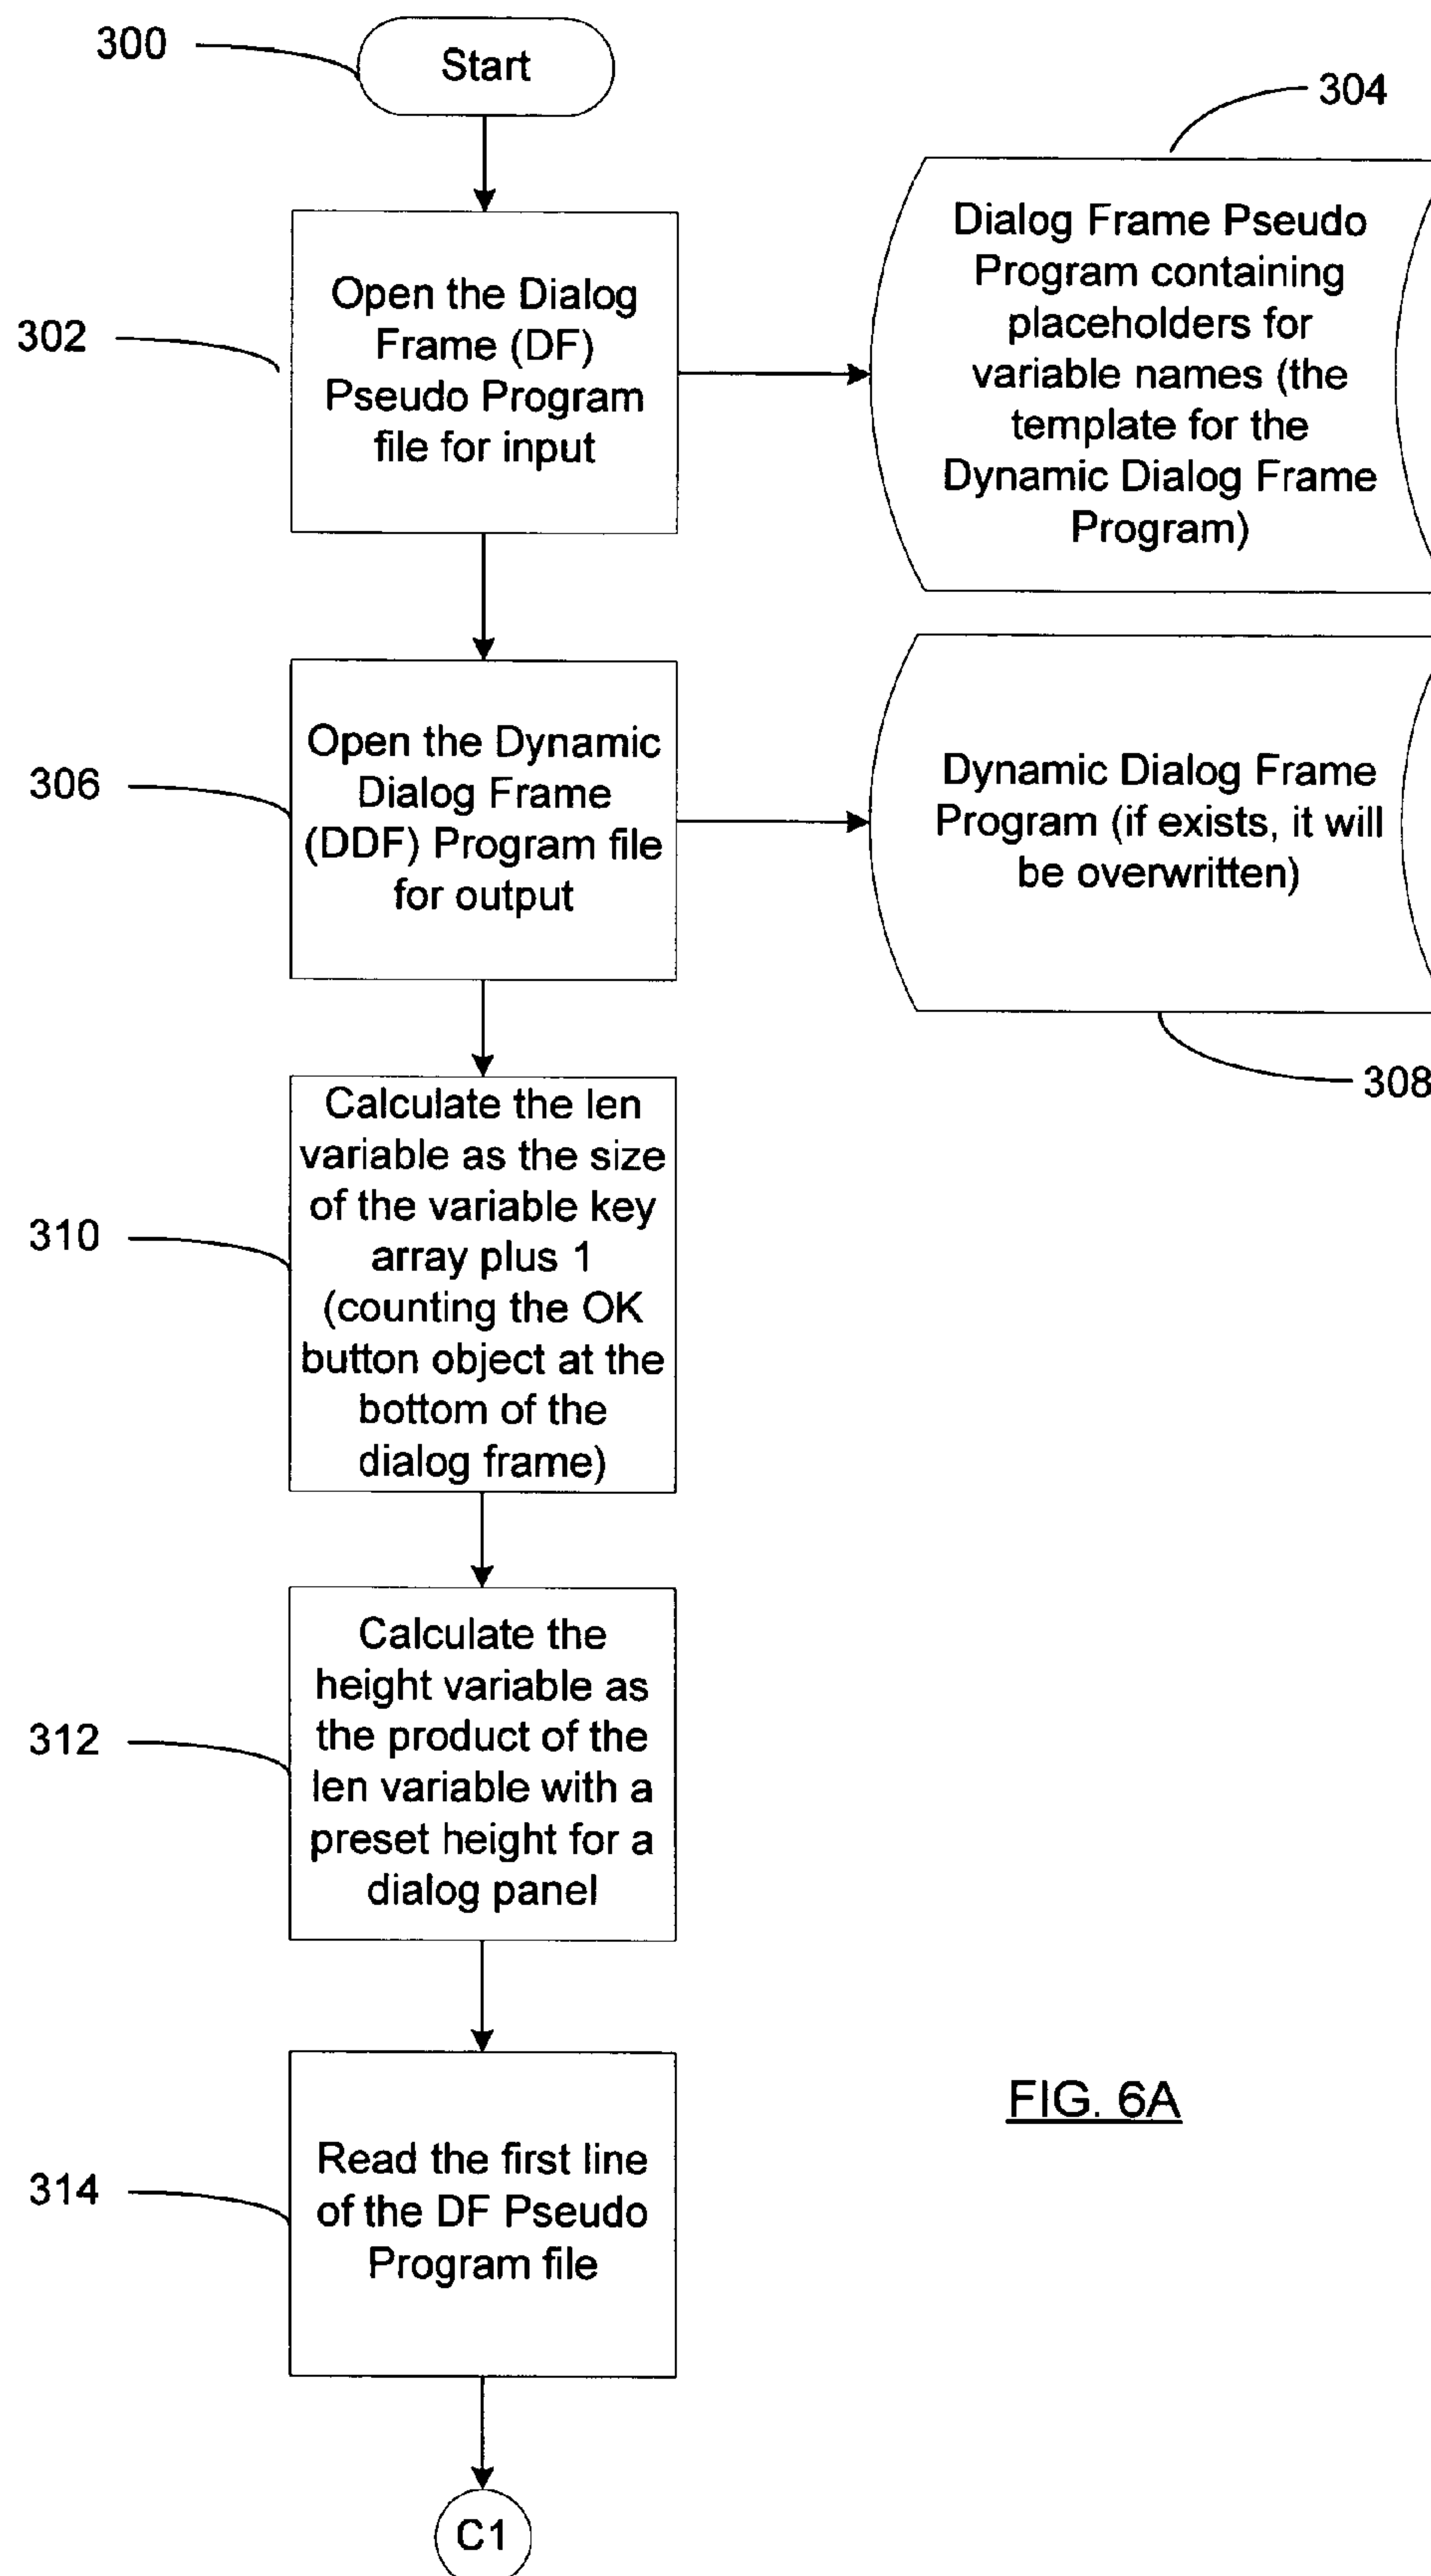 300
Start
304
Dialog Frame Pseudo
Program containing
placeholders for
variable names (the
template for the
Dynamic Dialog Frame
Program)
302
Open the Dialog
Frame (DF)
Pseudo Program
file for input
306
Open the Dynamic
Dialog Frame
(DDF) Program file
for output
Dynamic Dialog Frame
Program (if exists, it will
be overwritten)
308
310
Calculate the len
variable as the size
of the variable key
array plus 1
(counting the OK
button object at the
bottom of the
dialog frame)
312
Calculate the
height variable as
the product of the
len variable with a
preset height for a
dialog panel
314
Read the first line
of the DF Pseudo
Program file
FIG. 6A
C1